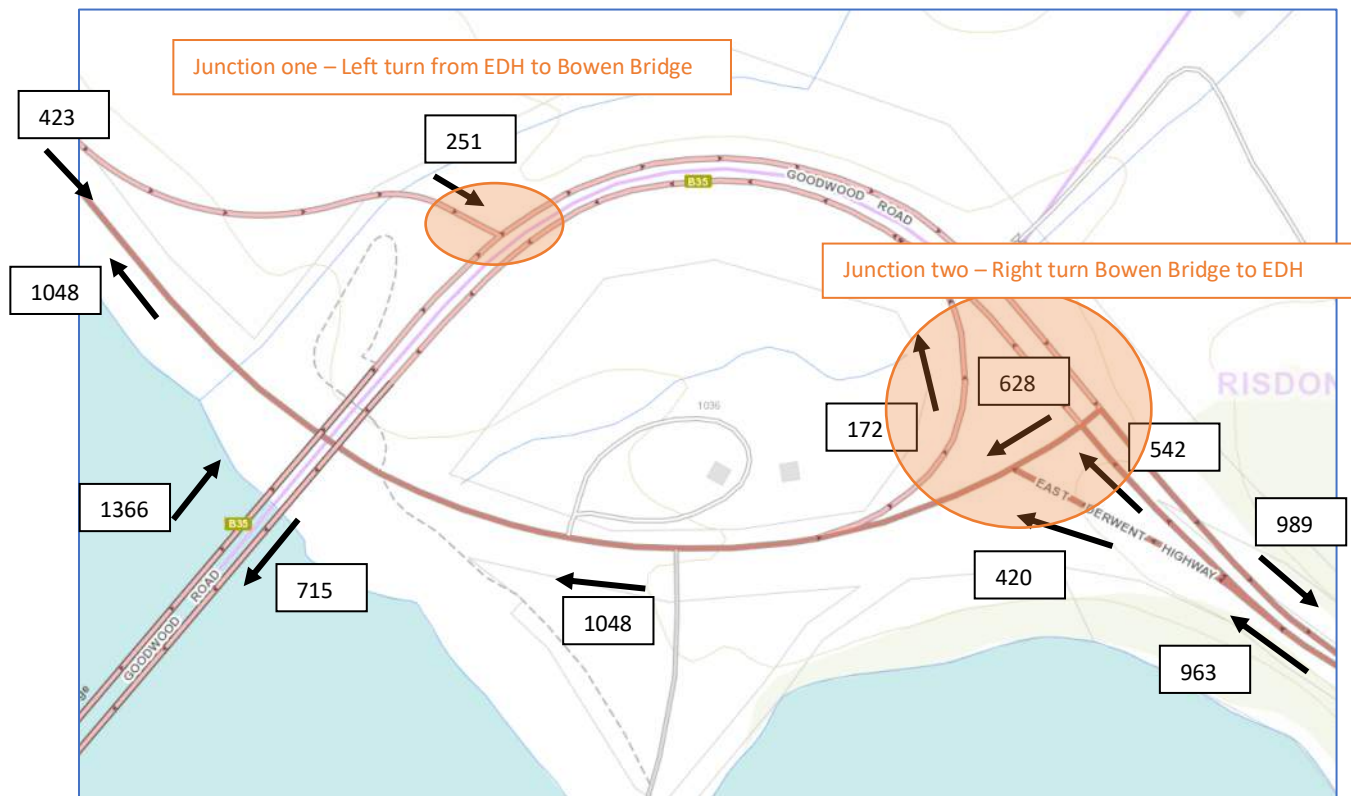 Junction one – Left turn from EDH to Bowen Bridge
423
251
GOODWOOD ROAD
B35
Junction two – Right turn Bowen Bridge to EDH
1048
628
RISDON
1036
172
542
EAST DERWENT HIGHWAY
1366
B35
989
420
715
1048
GOODWOOD ROAD
963
ge